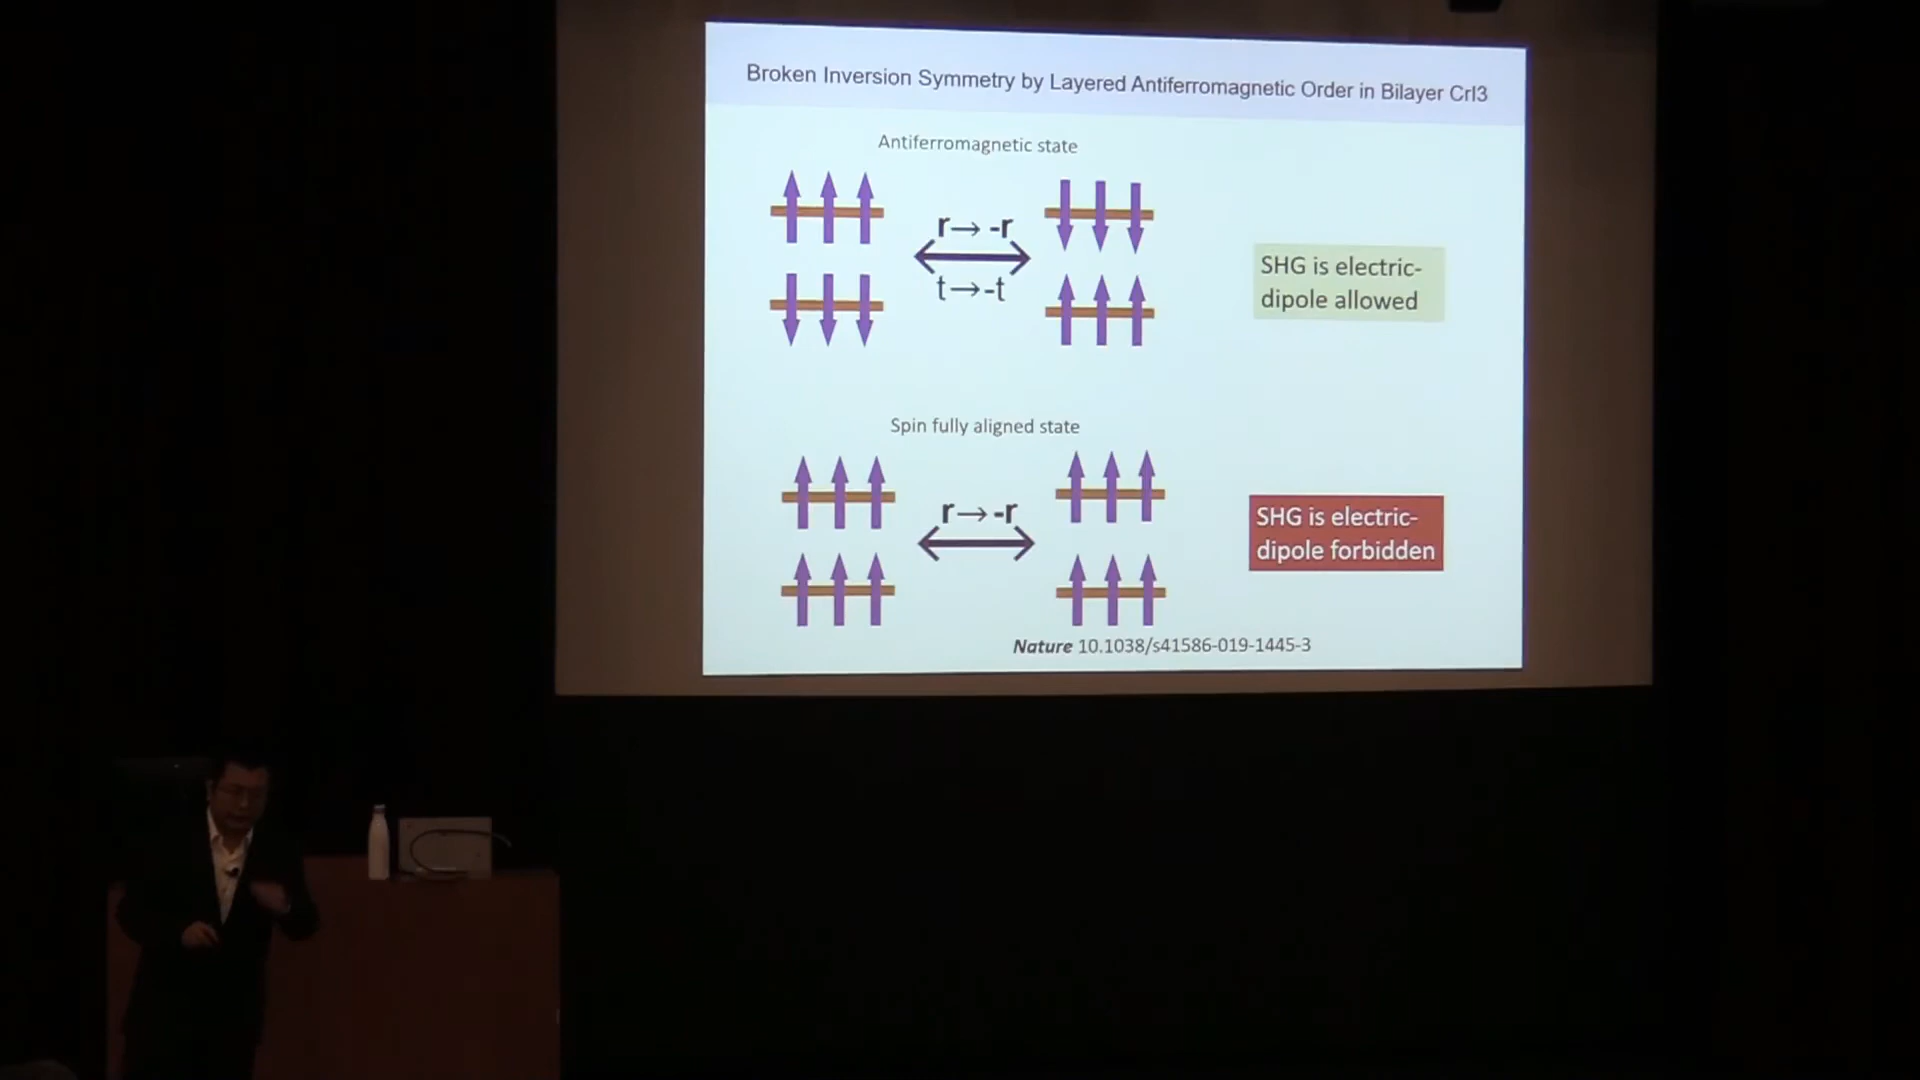 Broken Inversion Symmetry by Layered Antiferromagnetic Order in Bilayer CrI3
Antiferromagnetic state
r→ -r
t→-t
SHG is electric-
dipole allowed
Spin fully aligned state
r→ -r
SHG is electric-
dipole forbidden
Nature 10.1038/s41586-019-1445-3